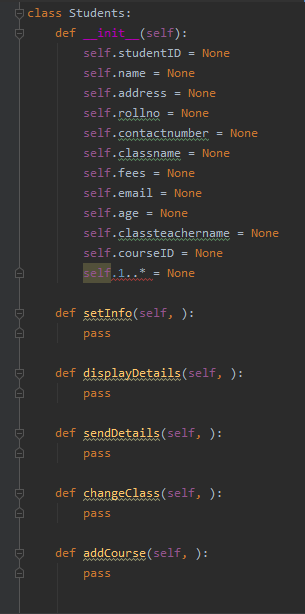 class Students:
def __init__(self):
self.studentID = None
self.name = None
self.address = None
self.rollno = None
self.contactnumber = None
self.classname = None
self.fees = None
self.email = None
self.age = None
self.classteachername = None
self.courseID = None
self.1..* = None
def setInfo(self, ):
pass
def displayDetails(self, ):
pass
def sendDetails(self, ):
pass
def changeClass(self, ):
pass
def addCourse(self, ):
pass